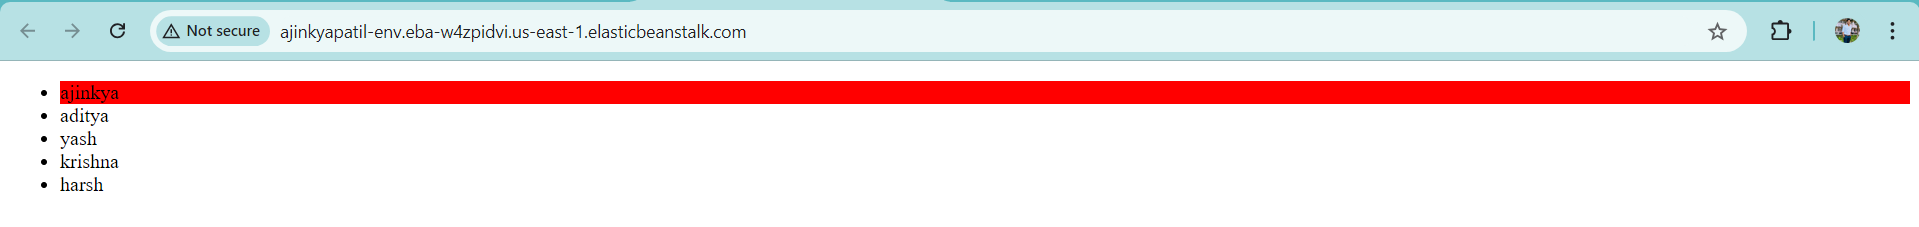 Not secure ajinkyapatil-env.eba-w4zpidvi.us-east-1.elasticbeanstalk.com
ajinkya
aditya
yash
krishna
harsh